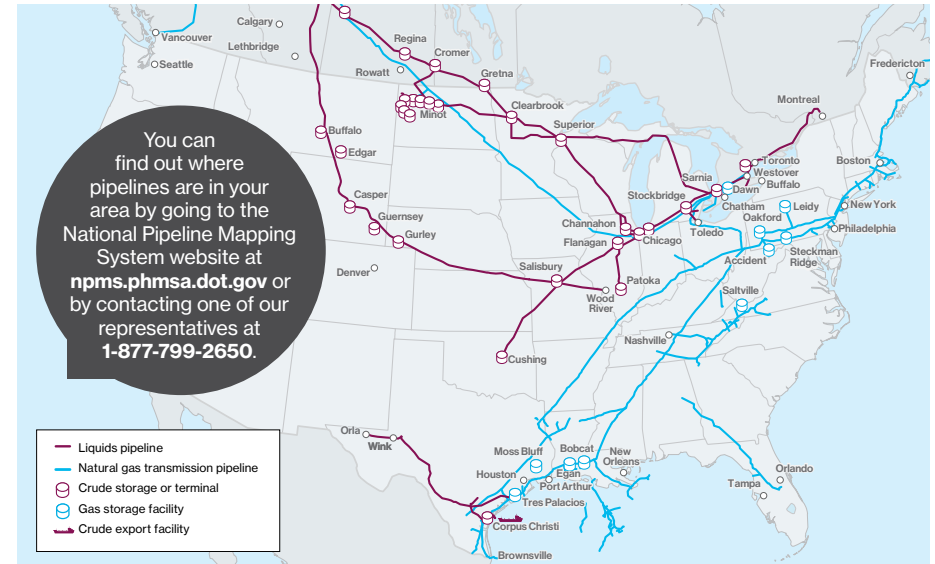 Calgary
Vancouver
Lethbridge
Seattle
Regina
Cromer
Rowatt
Gretna
Fredericton
Minot
Clearbrook
Superior
Montreal
You can
find out where
pipelines are in your
area by going to the
National Pipeline Mapping
System website at
npms.phmsa.dot.gov or
by contacting one of our
representatives at
1-877-799-2650.
Buffalo
Edgar
Casper
Guernsey
Gurley
Denver
Toronto
Westover
Buffalo
Boston
Sarnia
Dawn
Stockbridge
Chatham
Leidy
New York
Oakford
Channahon
Toledo
Philadelphia
Flanagan
Chicago
Accident
Steckman
Ridge
Salisbury
Patoka
Wood
River
Saltville
Nashville
Cushing
Orla
Wink
Moss Bluff
Bobcat
New
Orleans
Houston
Egan
Port Arthur
Orlando
Tampa
Tres Palacios
Corpus Christi
Brownsville
Liquids pipeline
Natural gas transmission pipeline
Crude storage or terminal
Gas storage facility
Crude export facility